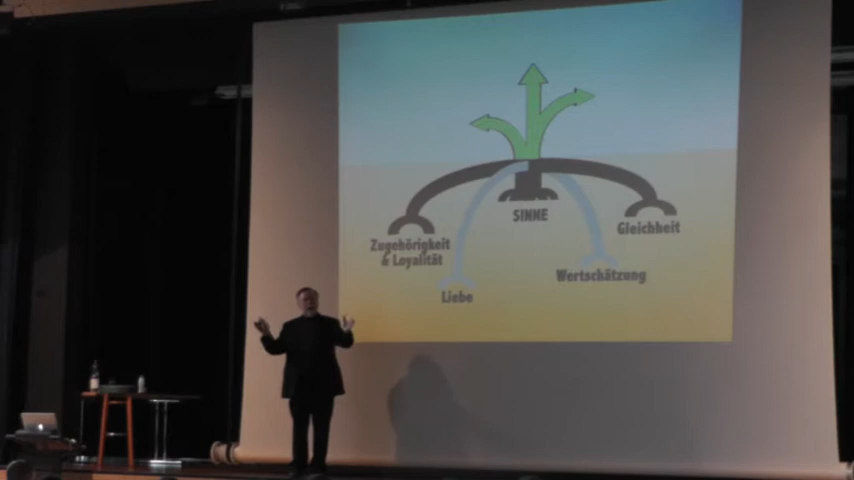 SINNE
Zugehörigkeit
& Loyalität
Gleichheit
Liebe
Wertschätzung